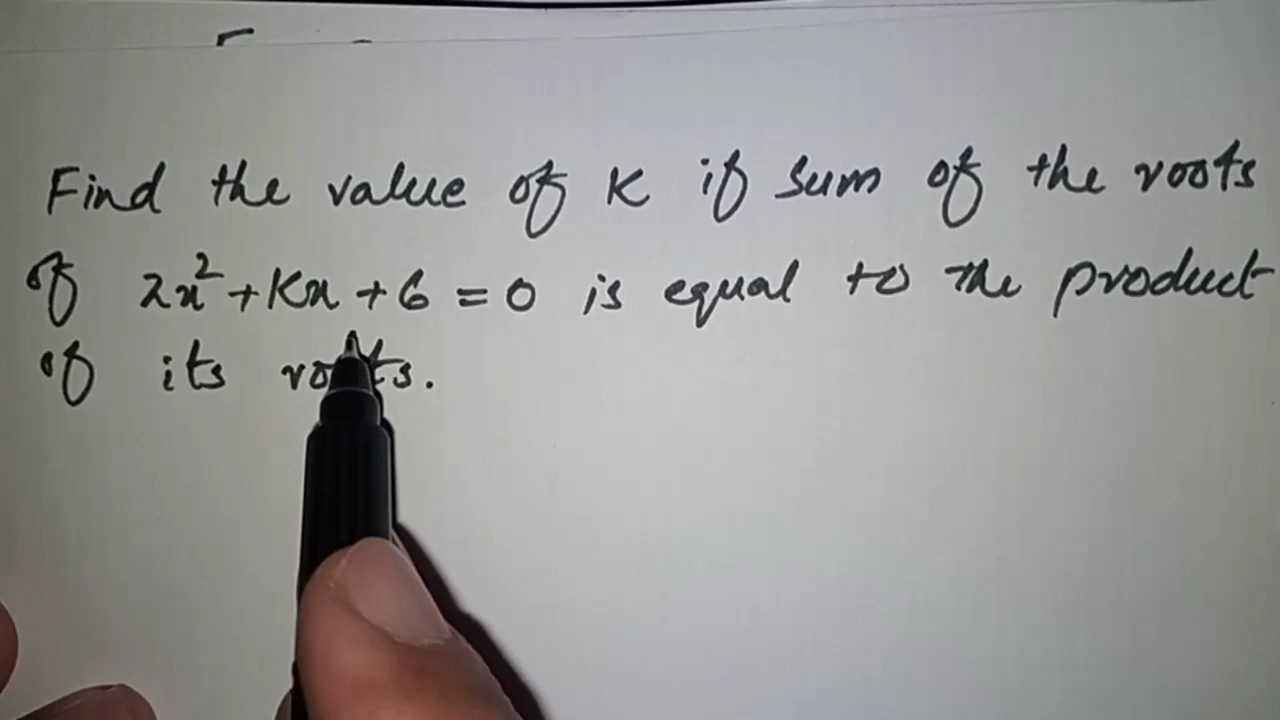 Find the value of K if sum of the roots
of 2x² + Kx + 6 = 0 is equal to the product
of its roots.